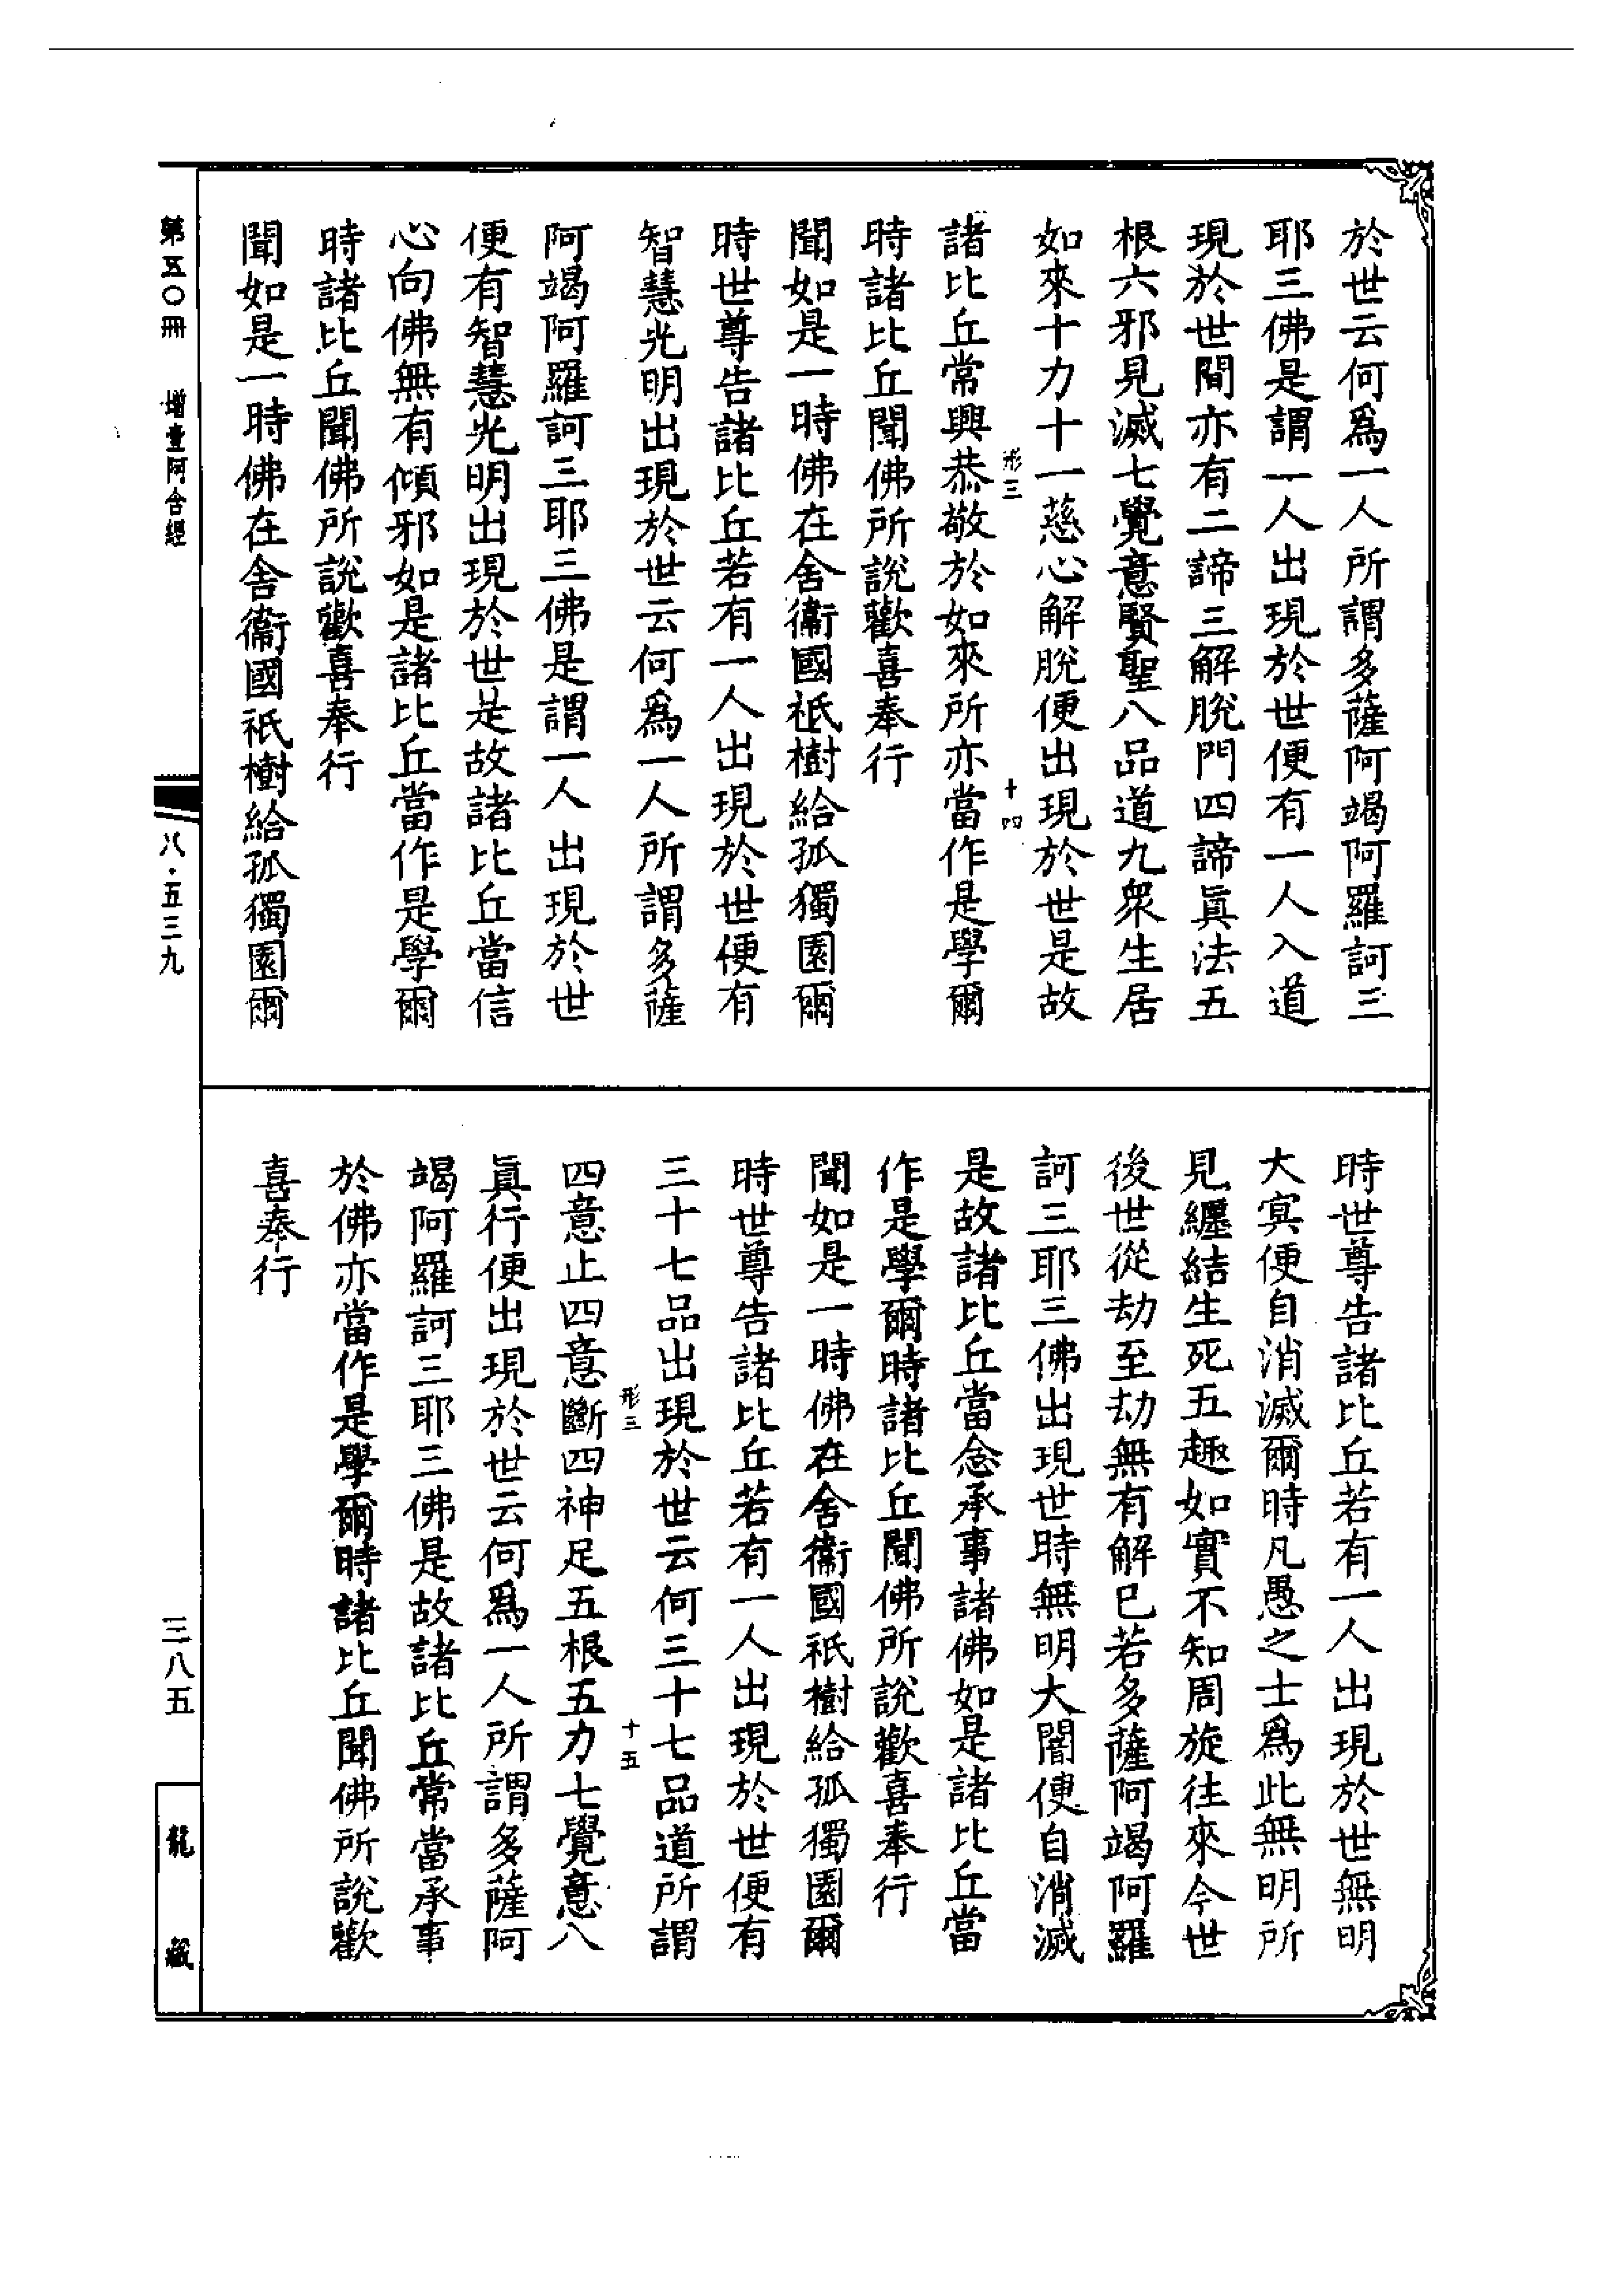 於世云何爲一人所謂多薩阿竭阿羅訶三
耶三佛是謂一人出現於世便有一人入道
現於世間亦有二諦三解脫門四諦眞法五
根六邪見滅七覺意賢聖八品道九衆生居
如來十力十一慈心解脫便出現於世是故
形三 十四
諸比丘常興恭敬於如來所亦當作是學爾
時諸比丘聞佛所說歡喜奉行
聞如是一時佛在舍衞國祇樹給孤獨園爾
時世尊告諸比丘若有一人出現於世便有
智慧光明出現於世云何爲一人所謂多薩
阿竭阿羅訶三耶三佛是謂一人出現於世
便有智慧光明出現於世是故諸比丘當信
心向佛無有傾邪如是諸比丘當作是學爾
時諸比丘聞佛所說歡喜奉行
聞如是一時佛在舍衞國祇樹給孤獨園爾
時世尊告諸比丘若有一人出現於世無明
大冥便自消滅爾時凡愚之士爲此無明所
見纏結生死五趣如實不知周旋往來今世
後世從劫至劫無有解已若多薩阿竭阿羅
訶三耶三佛出現世時無明大闇便自消滅
是故諸比丘當念承事諸佛如是諸比丘當
作是學爾時諸比丘聞佛所說歡喜奉行
聞如是一時佛在舍衞國祇樹給孤獨園爾
時世尊告諸比丘若有一人出現於世便有
三十七品出現於世云何三十七品道所謂
形三 十五
四意止四意斷四神足五根五力七覺意八
眞行便出現於世云何爲一人所謂多薩阿
竭阿羅訶三耶三佛是故諸比丘常當承事
於佛亦當作是學爾時諸比丘聞佛所說歡
喜奉行
第五〇冊 增壹阿含經
八·五三九
三八五
龍藏